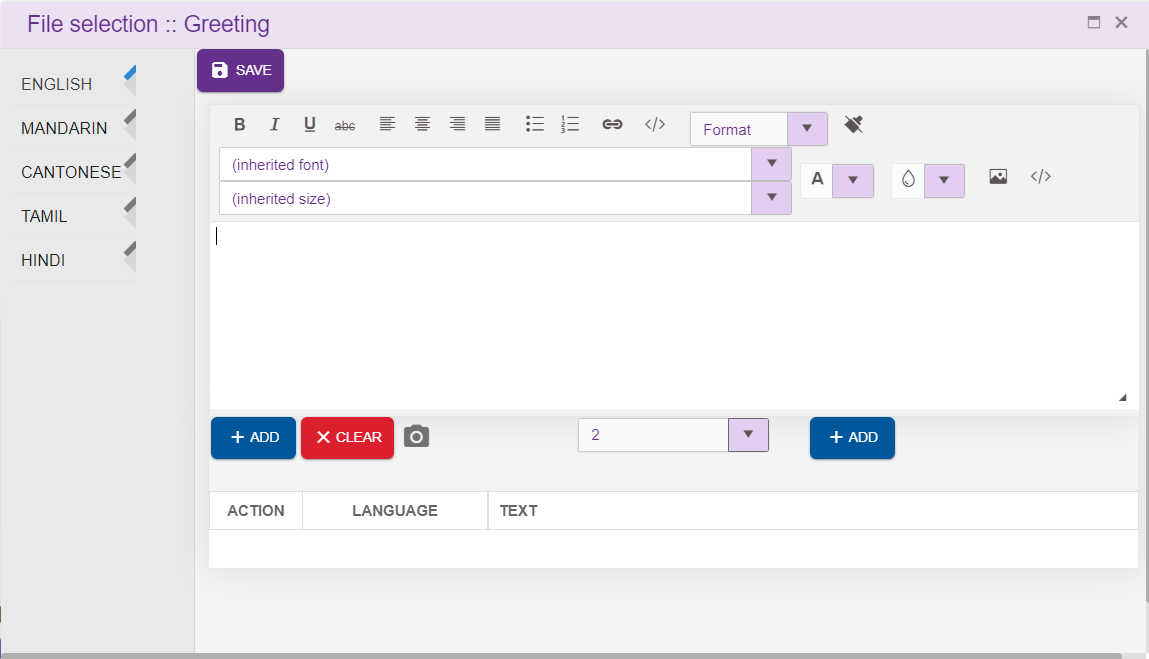 File selection :: Greeting
ENGLISH
MANDARIN
CANTONESE
TAMIL
HINDI
SAVE
B I U abc </> Format
(inherited font)
(inherited size)
A </>
+ ADD
CLEAR
2
+ ADD
ACTION LANGUAGE TEXT